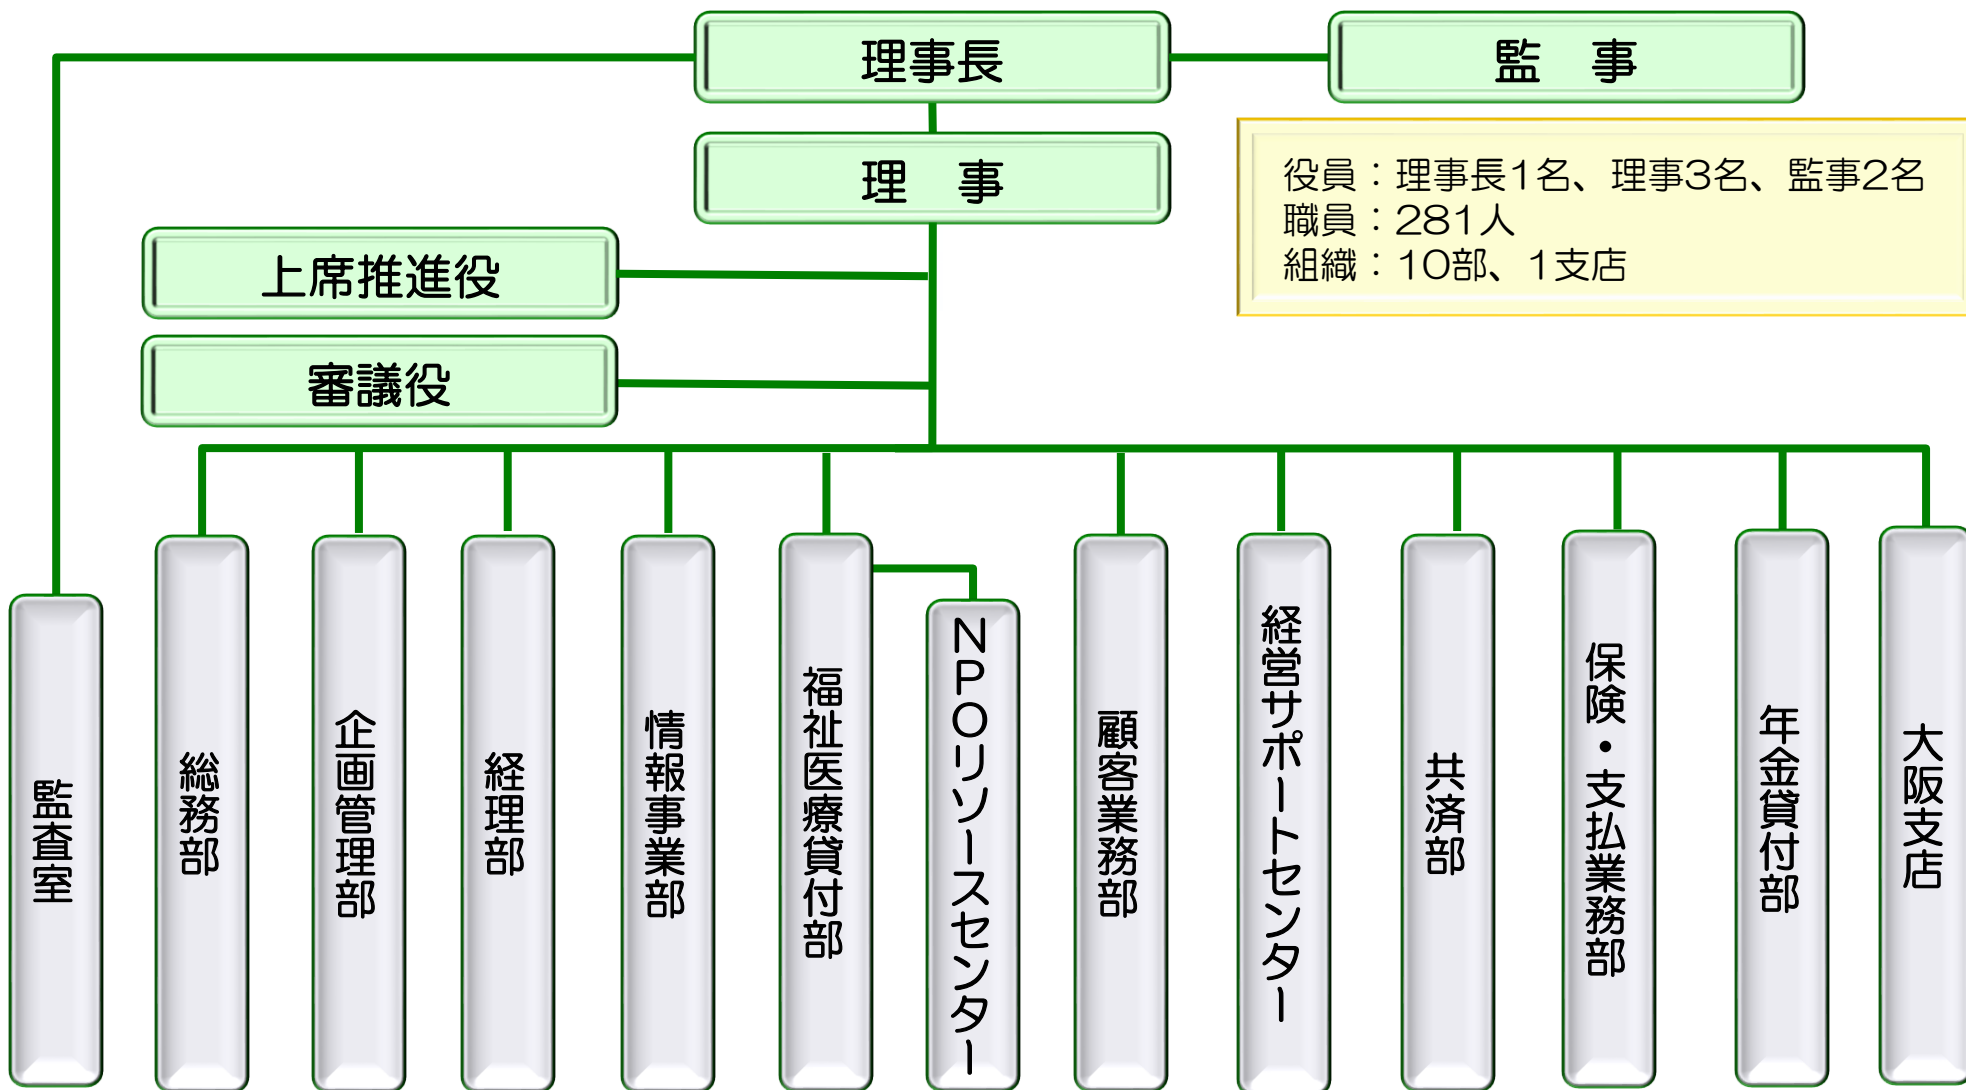 理事長
監　事
理　事
役員：理事長1名、理事3名、監事2名
職員：281人
組織：10部、1支店
上席推進役
審議役
監査室
総務部
企画管理部
経理部
情報事業部
福祉医療貸付部
NPOリソースセンター
顧客業務部
経営サポートセンター
共済部
保険・支払業務部
年金貸付部
大阪支店